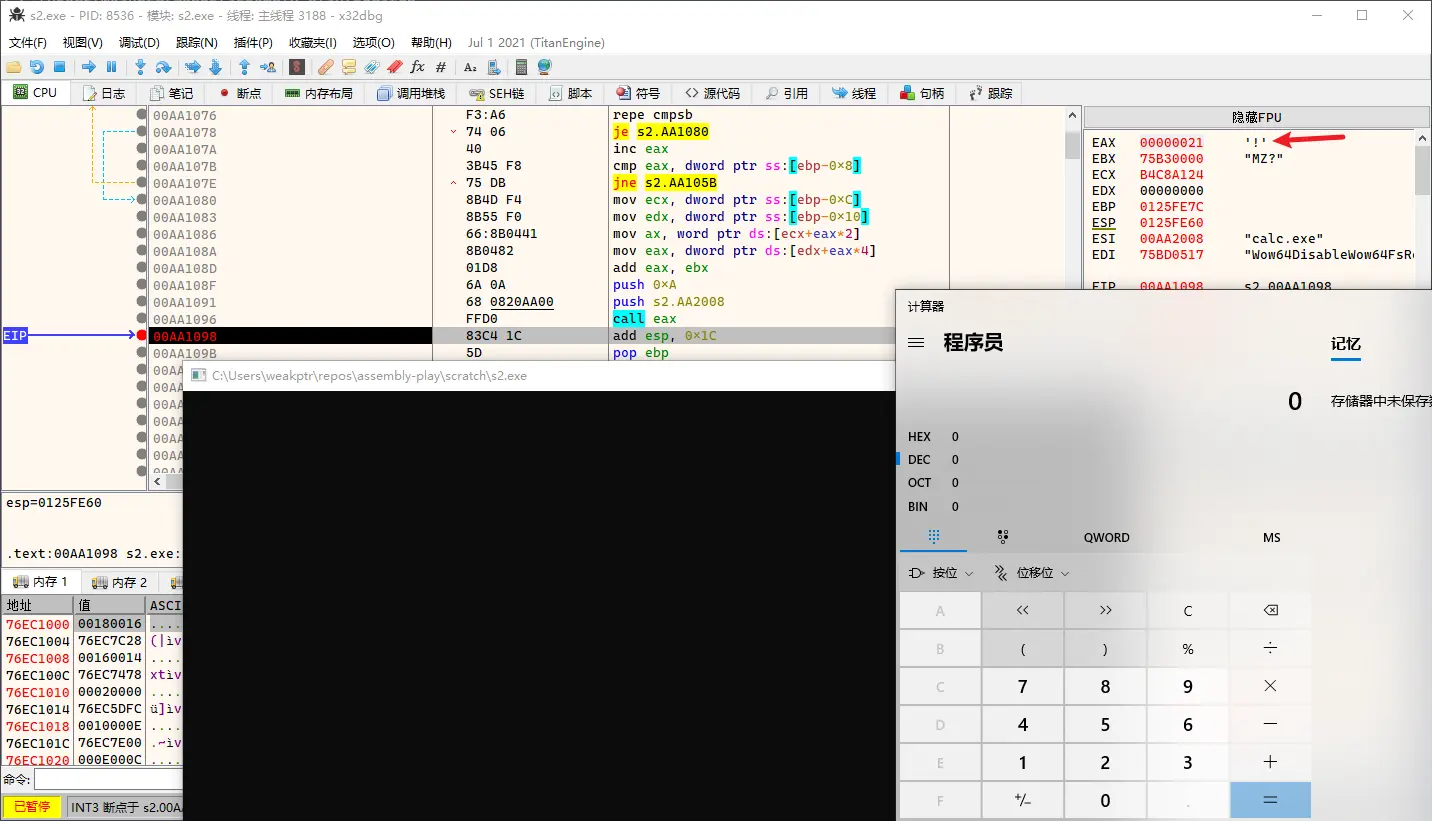 s2.exe - PID: 8536 - 模块: s2.exe - 线程: 主线程 3188 - x32dbg
文件(F) 视图(V) 调试(D) 跟踪(N) 插件(P) 收藏夹(I) 选项(O) 帮助(H) Jul 1 2021 (TitanEngine)
CPU 日志 笔记 断点 内存布局 调用堆栈 SEH链 脚本 符号 源代码 引用 线程 句柄 跟踪
00AA1076 F3:A6 repe cmpsb
00AA1078 74 06 je s2.AA1080
00AA107A 40 inc eax
00AA107B 3B45 F8 cmp eax, dword ptr ss:[ebp-0×8]
00AA107E 75 DB jne s2.AA105B
00AA1080 8B4D F4 mov ecx, dword ptr ss:[ebp-0×C]
00AA1083 8B55 F0 mov edx, dword ptr ss:[ebp-0×10]
00AA1086 66:8B0441 mov ax, word ptr ds:[ecx+eax*2]
00AA108A 8B0482 mov eax, dword ptr ds:[edx+eax*4]
00AA108D 01D8 add eax, ebx
00AA108F 6A 0A push 0×A
00AA1091 68 0820AA00 push s2.AA2008
00AA1096 FFD0 call eax
EIP 00AA1098 83C4 1C add esp, 0×1C
00AA109B 5D pop ebp
隐藏FPU
EAX 00000021 '!'
EBX 75B30000 "MZ?"
ECX B4C8A124
EDX 00000000
EBP 0125FE7C
ESP 0125FE60
ESI 00AA2008 "calc.exe"
EDI 75BD0517 "Wow64DisableWow64FsRe
EIP 00AA1098 s2.00AA1098
esp=0125FE60
.text:00AA1098 s2.exe:
内存 1 内存 2
地址 值 ASCI
76EC1000 00180016 ....
76EC1004 76EC7C28 (|ìv
76EC1008 00160014 ....
76EC100C 76EC7478 xtìv
76EC1010 00020000 ....
76EC1014 76EC5DFC ü]ìv
76EC1018 0010000E ....
76EC101C 76EC7E00 .~ìv
76EC1020 000E000C ....
命令:
已暂停 INT3 断点于 s2.00AA
C:\Users\weakptr\repos\assembly-play\scratch\s2.exe
计算器
程序员 记忆
0 存储器中未保存数
HEX 0
DEC 0
OCT 0
BIN 0
QWORD MS
按位 位移位
A << >> C
B ( ) % ÷
C 7 8 9 ×
D 4 5 6 −
E 1 2 3 +
F +/− 0 . =